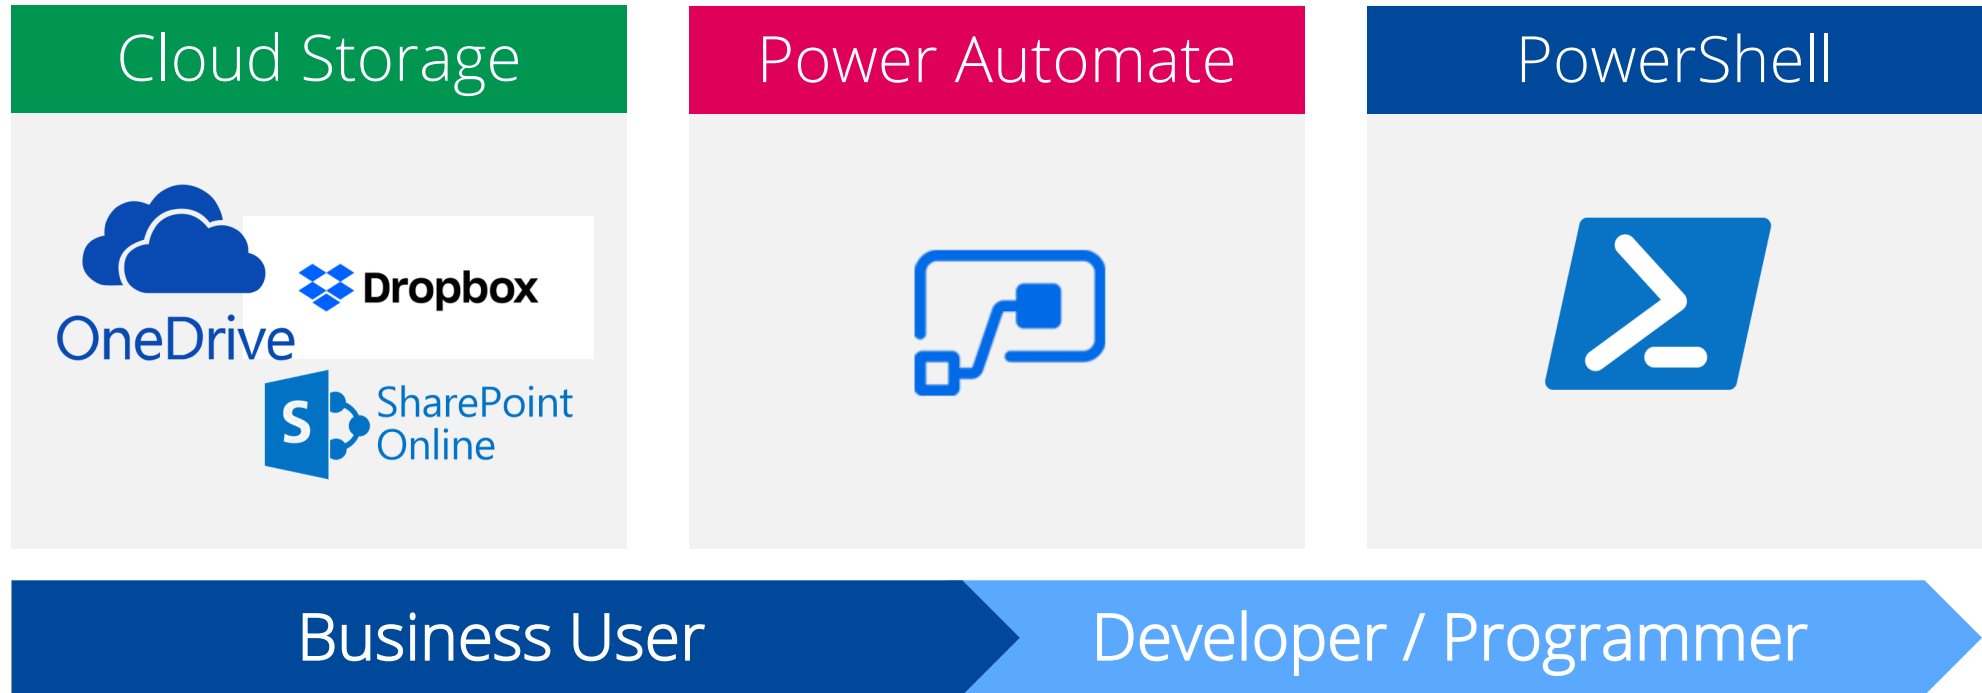 Cloud Storage
Power Automate
PowerShell
OneDrive
Dropbox
S
SharePoint
Online
Business User
Developer / Programmer